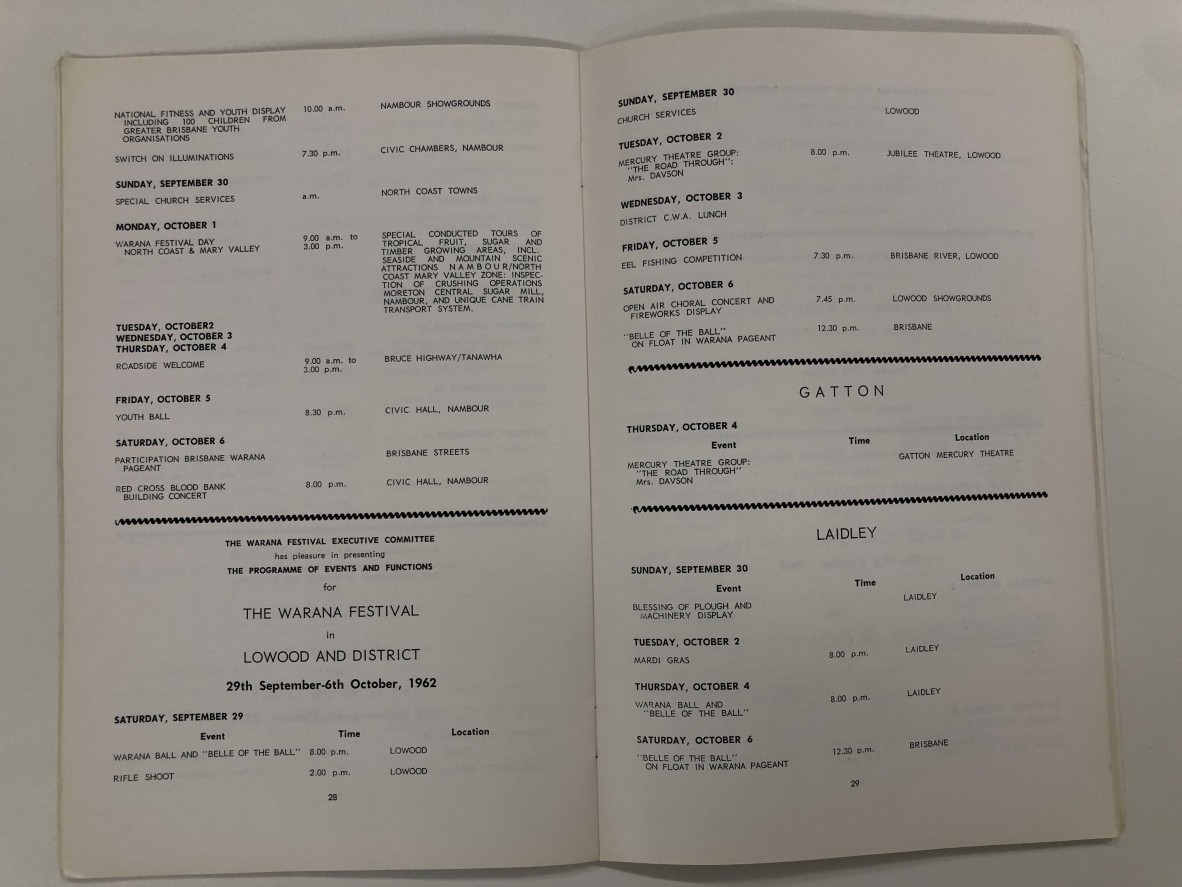 NATIONAL FITNESS AND YOUTH DISPLAY 10.00 a.m. NAMBOUR SHOWGROUNDS
INCLUDING 100 CHILDREN FROM
GREATER BRISBANE YOUTH
ORGANISATIONS
SWITCH ON ILLUMINATIONS 7.30 p.m. CIVIC CHAMBERS, NAMBOUR
SUNDAY, SEPTEMBER 30
SPECIAL CHURCH SERVICES a.m. NORTH COAST TOWNS
MONDAY, OCTOBER 1
WARANA FESTIVAL DAY 9.00 a.m. to SPECIAL CONDUCTED TOURS OF
NORTH COAST & MARY VALLEY 3.00 p.m. TROPICAL FRUIT, SUGAR AND
TIMBER GROWING AREAS, INCL.
SEASIDE AND MOUNTAIN SCENIC
ATTRACTIONS NAMBOUR/NORTH
COAST MARY VALLEY ZONE: INSPEC-
TION OF CRUSHING OPERATIONS
MORETON CENTRAL SUGAR MILL,
NAMBOUR, AND UNIQUE CANE TRAIN
TRANSPORT SYSTEM.
TUESDAY, OCTOBER2
WEDNESDAY, OCTOBER 3
THURSDAY, OCTOBER 4
ROADSIDE WELCOME 9.00 a.m. to BRUCE HIGHWAY/TANAWHA
3.00 p.m.
FRIDAY, OCTOBER 5
YOUTH BALL 8.30 p.m. CIVIC HALL, NAMBOUR
SATURDAY, OCTOBER 6
PARTICIPATION BRISBANE WARANA BRISBANE STREETS
PAGEANT
RED CROSS BLOOD BANK 8.00 p.m. CIVIC HALL, NAMBOUR
BUILDING CONCERT
THE WARANA FESTIVAL EXECUTIVE COMMITTEE
has pleasure in presenting
THE PROGRAMME OF EVENTS AND FUNCTIONS
for
THE WARANA FESTIVAL
in
LOWOOD AND DISTRICT
29th September-6th October, 1962
SATURDAY, SEPTEMBER 29
Event Time Location
WARANA BALL AND "BELLE OF THE BALL" 8.00 p.m. LOWOOD
RIFLE SHOOT 2.00 p.m. LOWOOD
28
SUNDAY, SEPTEMBER 30
CHURCH SERVICES LOWOOD
TUESDAY, OCTOBER 2
MERCURY THEATRE GROUP: 8.00 p.m. JUBILEE THEATRE, LOWOOD
"THE ROAD THROUGH":
Mrs. DAVSON
WEDNESDAY, OCTOBER 3
DISTRICT C.W.A. LUNCH
FRIDAY, OCTOBER 5
EEL FISHING COMPETITION 7.30 p.m. BRISBANE RIVER, LOWOOD
SATURDAY, OCTOBER 6
OPEN AIR CHORAL CONCERT AND 7.45 p.m. LOWOOD SHOWGROUNDS
FIREWORKS DISPLAY
"BELLE OF THE BALL" 12.30 p.m. BRISBANE
ON FLOAT IN WARANA PAGEANT
GATTON
THURSDAY, OCTOBER 4
Event Time Location
MERCURY THEATRE GROUP: GATTON MERCURY THEATRE
"THE ROAD THROUGH"
Mrs. DAVSON
LAIDLEY
SUNDAY, SEPTEMBER 30
Event Time Location
BLESSING OF PLOUGH AND LAIDLEY
MACHINERY DISPLAY
TUESDAY, OCTOBER 2
MARDI GRAS 8.00 p.m. LAIDLEY
THURSDAY, OCTOBER 4
WARANA BALL AND 8.00 p.m. LAIDLEY
"BELLE OF THE BALL"
SATURDAY, OCTOBER 6
"BELLE OF THE BALL" 12.30 p.m. BRISBANE
ON FLOAT IN WARANA PAGEANT
29